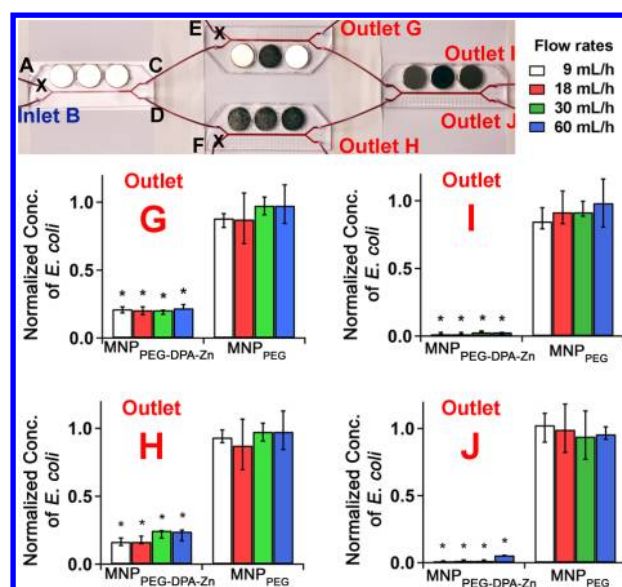 E X Outlet G
A C Outlet I
X
Inlet B D Outlet J
F X Outlet H
Flow rates
9 mL/h
18 mL/h
30 mL/h
60 mL/h
Outlet
G
Normalized Conc.
of E. coli
1.0
0.5
0.0
* * * *
MNPPEG-DPA-Zn MNPPEG
Outlet
I
Normalized Conc.
of E. coli
1.0
0.5
0.0
* * * *
MNPPEG-DPA-Zn MNPPEG
Outlet
H
Normalized Conc.
of E. coli
1.0
0.5
0.0
* * * *
MNPPEG-DPA-Zn MNPPEG
Outlet
J
Normalized Conc.
of E. coli
1.0
0.5
0.0
* * * *
MNPPEG-DPA-Zn MNPPEG